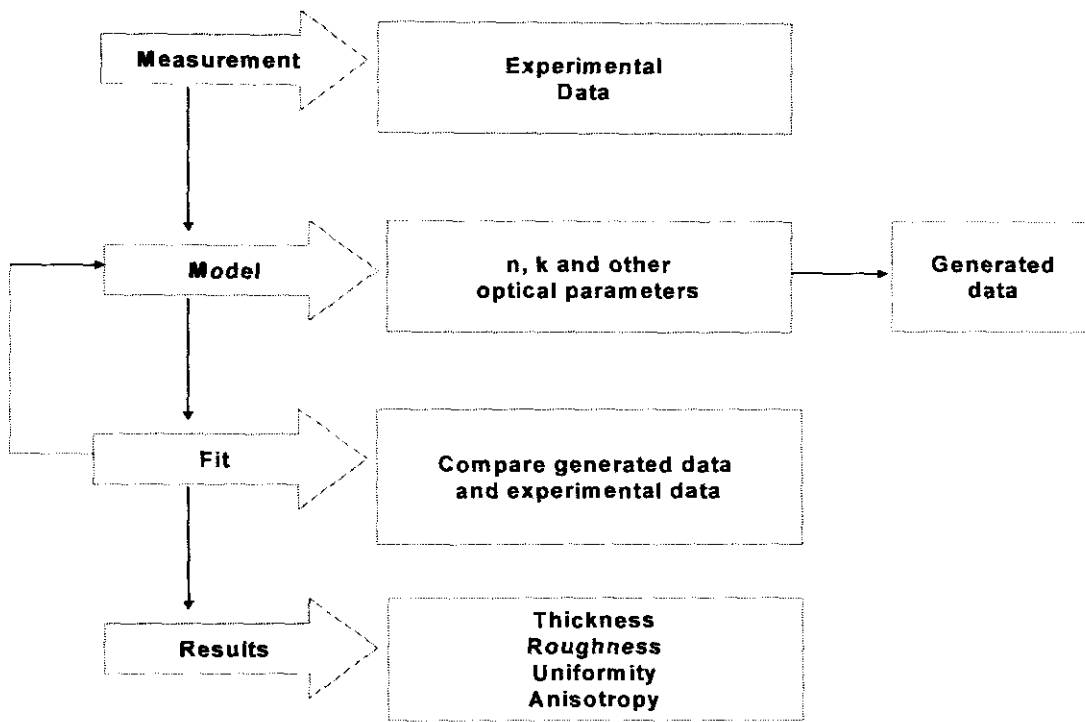 Measurement
Experimental
Data
Model
n, k and other
optical parameters
Generated
data
Fit
Compare generated data
and experimental data
Results
Thickness
Roughness
Uniformity
Anisotropy